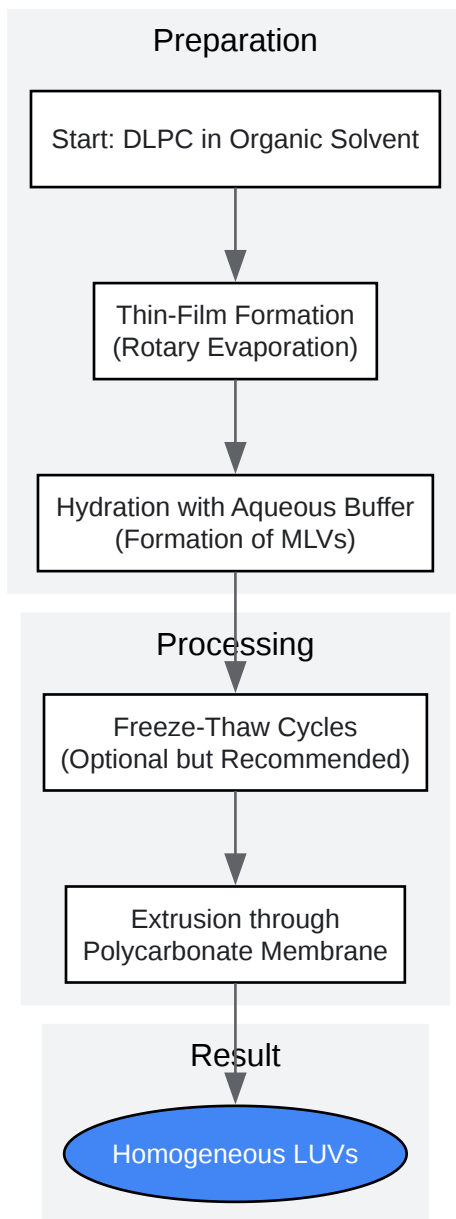 Preparation
Start: DLPC in Organic Solvent
Thin-Film Formation
(Rotary Evaporation)
Hydration with Aqueous Buffer
(Formation of MLVs)
Processing
Freeze-Thaw Cycles
(Optional but Recommended)
Extrusion through
Polycarbonate Membrane
Result
Homogeneous LUVs